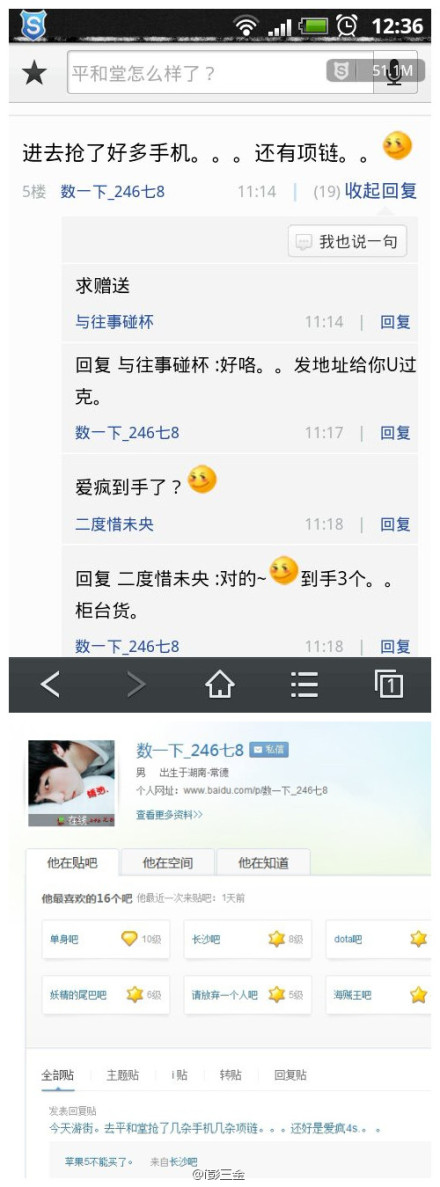 12:36
平和堂怎么样了？
51.1M
进去抢了好多手机。。。还有项链。。
5楼 数一下_246七8 11:14 | (19) 收起回复
我也说一句
求赠送
与往事碰杯 11:14 | 回复
回复 与往事碰杯 :好咯。。发地址给你U过
克。
数一下_246七8 11:17 | 回复
爱疯到手了？
二度惜未央 11:18 | 回复
回复 二度惜未央 :对的~ 到手3个。。
柜台货。
数一下_246七8 11:18 | 回复
1
数一下_246七8 私信
男 出生于湖南-常德
个人网址：www.baidu.com/p/数一下_246七8
查看更多资料>>
在线
他在贴吧 他在空间 他在知道
他最喜欢的16个吧 他最近一次来贴吧：1天前
单身吧 10级 长沙吧 8级 dota吧
妖精的尾巴吧 6级 请放弃一个人吧 5级 海贼王吧
全部贴 主题贴 i贴 转贴 回复贴
发表回复贴
今天游街。去平和堂抢了几杂手机几杂项链。。。还好是爱疯4s。。。
苹果5不能买了。 来自长沙吧